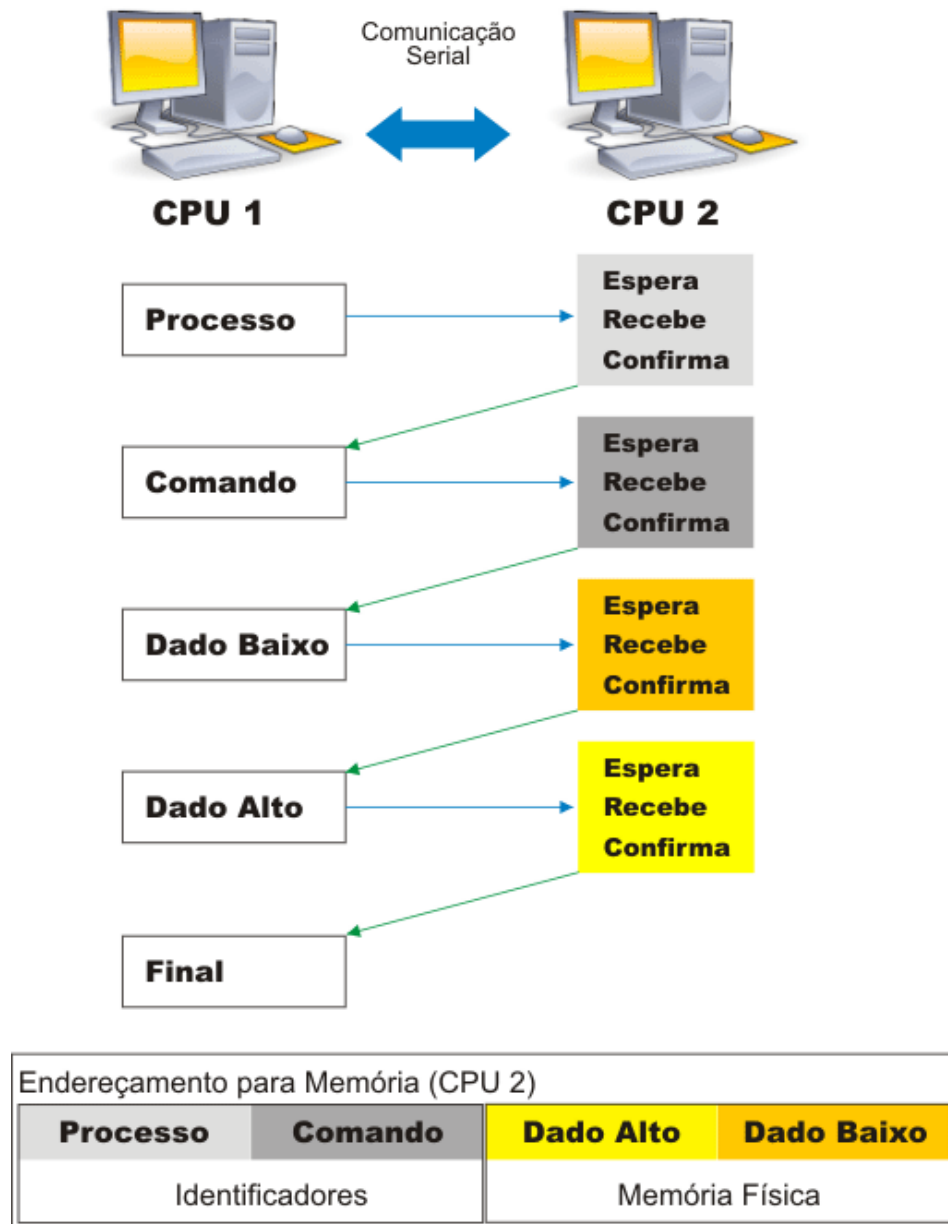 Comunicação
Serial
CPU 1
CPU 2
Processo
Espera
Recebe
Confirma
Comando
Espera
Recebe
Confirma
Dado Baixo
Espera
Recebe
Confirma
Dado Alto
Espera
Recebe
Confirma
Final
Endereçamento para Memória (CPU 2)
Processo
Comando
Dado Alto
Dado Baixo
Identificadores
Memória Física